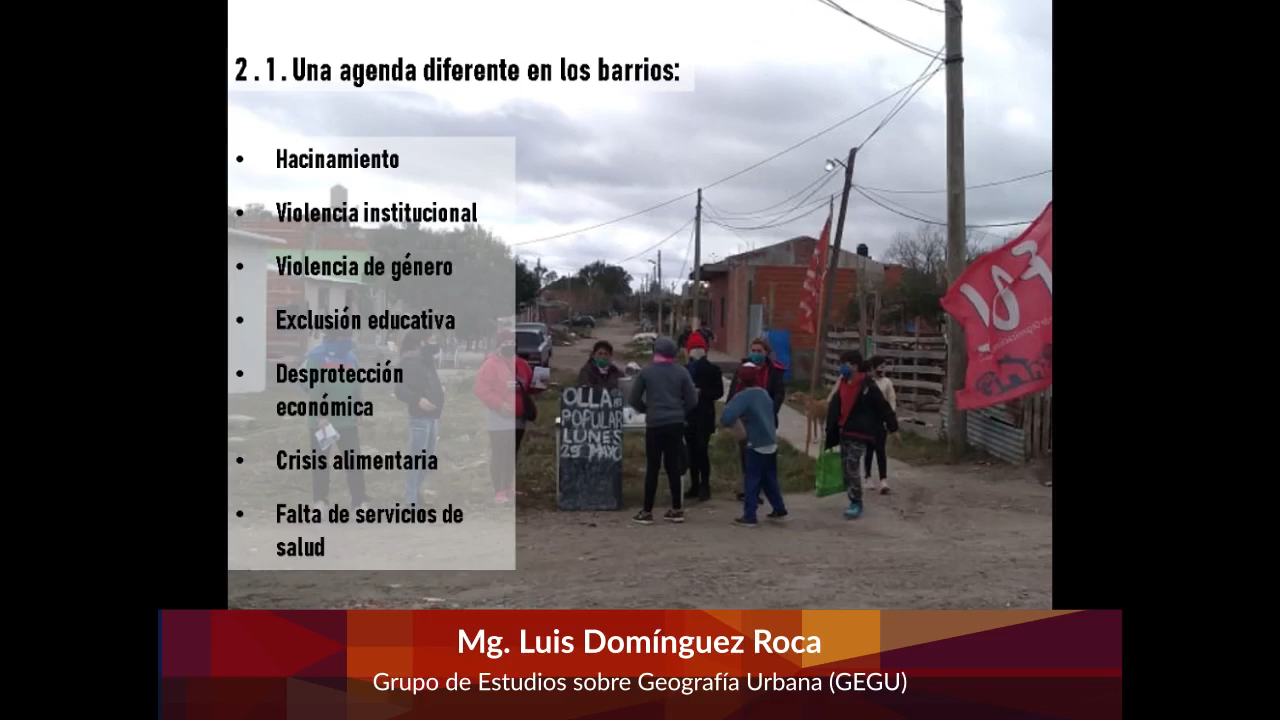 2.1. Una agenda diferente en los barrios:
• Hacinamiento
• Violencia institucional
• Violencia de género
• Exclusión educativa
• Desprotección
económica
• Crisis alimentaria
• Falta de servicios de
salud
OLLA
POPULAR
LUNES
25 MAYO
Mg. Luis Domínguez Roca
Grupo de Estudios sobre Geografía Urbana (GEGU)